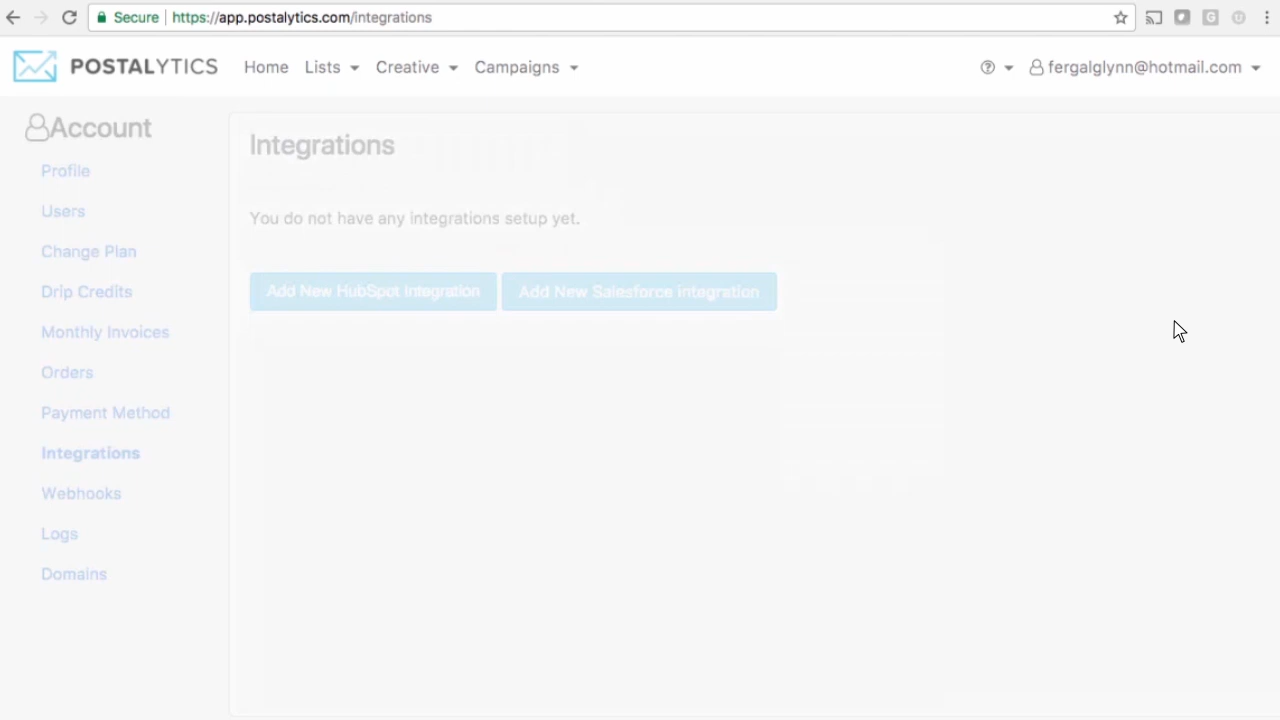 Secure https://app.postalytics.com/integrations
POSTALYTICS Home Lists Creative Campaigns fergalglynn@hotmail.com
Account
Profile
Users
Change Plan
Drip Credits
Monthly Invoices
Orders
Payment Method
Integrations
Webhooks
Logs
Domains
Integrations
You do not have any integrations setup yet.
Add New HubSpot integration Add New Salesforce integration